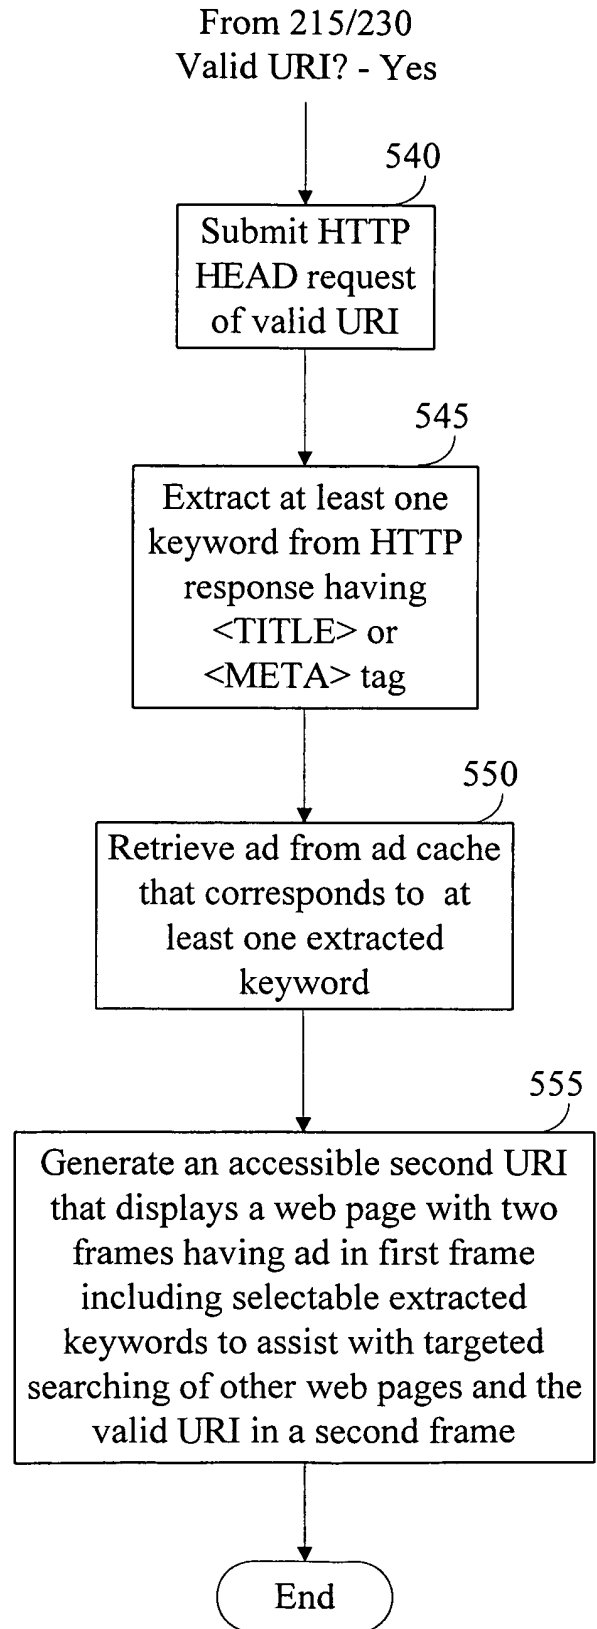 From 215/230
Valid URI? - Yes
540
Submit HTTP
HEAD request
of valid URI
545
Extract at least one
keyword from HTTP
response having
<TITLE> or
<META> tag
550
Retrieve ad from ad cache
that corresponds to at
least one extracted
keyword
555
Generate an accessible second URI
that displays a web page with two
frames having ad in first frame
including selectable extracted
keywords to assist with targeted
searching of other web pages and the
valid URI in a second frame
End